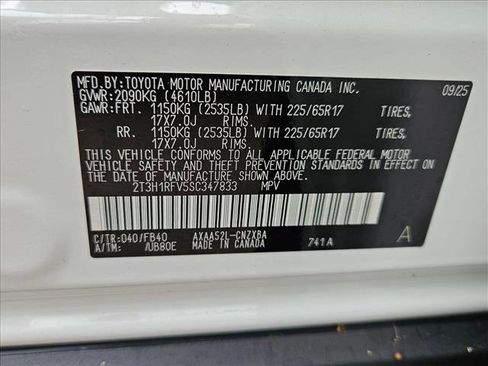 MFD. BY: TOYOTA MOTOR MANUFACTURING CANADA INC. 09/25
GVWR: 2090KG (4610LB)
GAWR: FRT. 1150KG (2535LB) WITH 225/65R17 TIRES,
17X7.0J RIMS.
RR. 1150KG (2535LB) WITH 225/65R17 TIRES,
17X7.0J RIMS.
THIS VEHICLE CONFORMS TO ALL APPLICABLE FEDERAL MOTOR
VEHICLE SAFETY AND THEFT PREVENTION STANDARDS IN EFFECT ON
THE DATE OF MANUFACTURE SHOWN ABOVE.
2T3H1RFV5SC347833 MPV
C/TR: 040/FB40 AXAA52L-CNZXBA 741A A
A/TM: /UB80E MADE IN CANADA